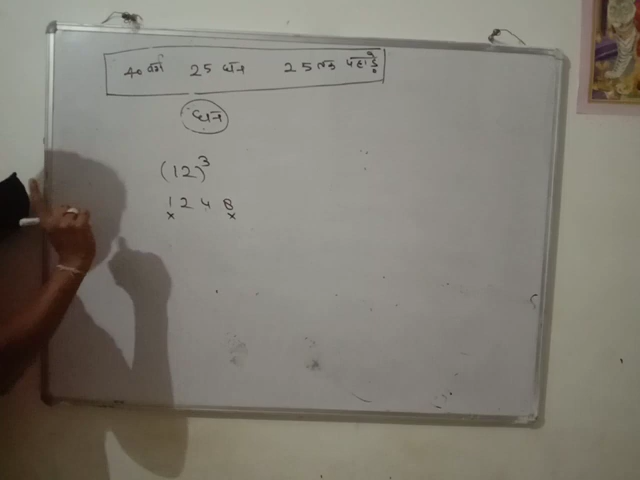 40 वर्ग 25 घन 25 तक पहाड़े
घन
(12)³
1 2 4 8
× ×